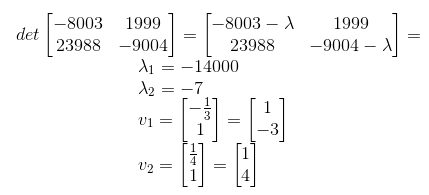 det [−8003 1999; 23988 −9004] = [−8003 − λ 1999; 23988 −9004 − λ] =
λ₁ = −14000
λ₂ = −7
v₁ = [−1/3; 1] = [1; −3]
v₂ = [1/4; 1] = [1; 4]